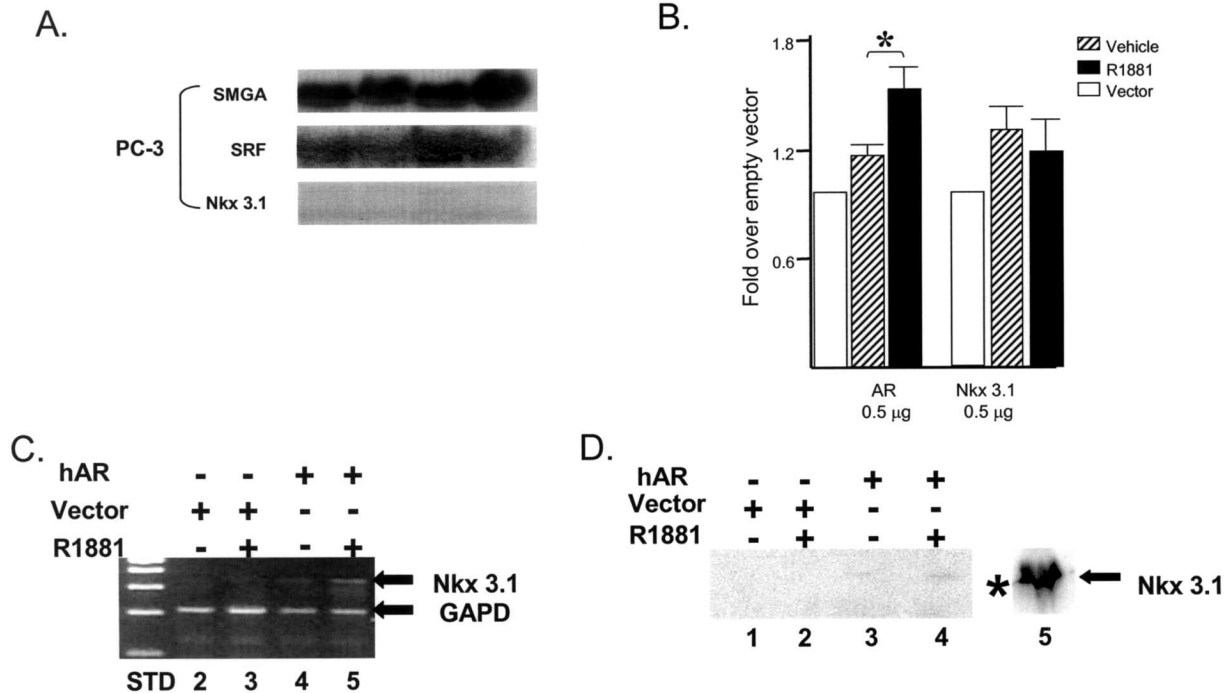 A.
PC-3
SMGA
SRF
Nkx 3.1
B.
Fold over empty vector
1.8
1.2
0.6
*
Vehicle
R1881
Vector
AR
0.5 μg
Nkx 3.1
0.5 μg
C.
hAR - - + +
Vector + + - -
R1881 - + - +
Nkx 3.1
GAPD
STD 2 3 4 5
D.
hAR - - + +
Vector + + - -
R1881 - + - +
* Nkx 3.1
1 2 3 4 5